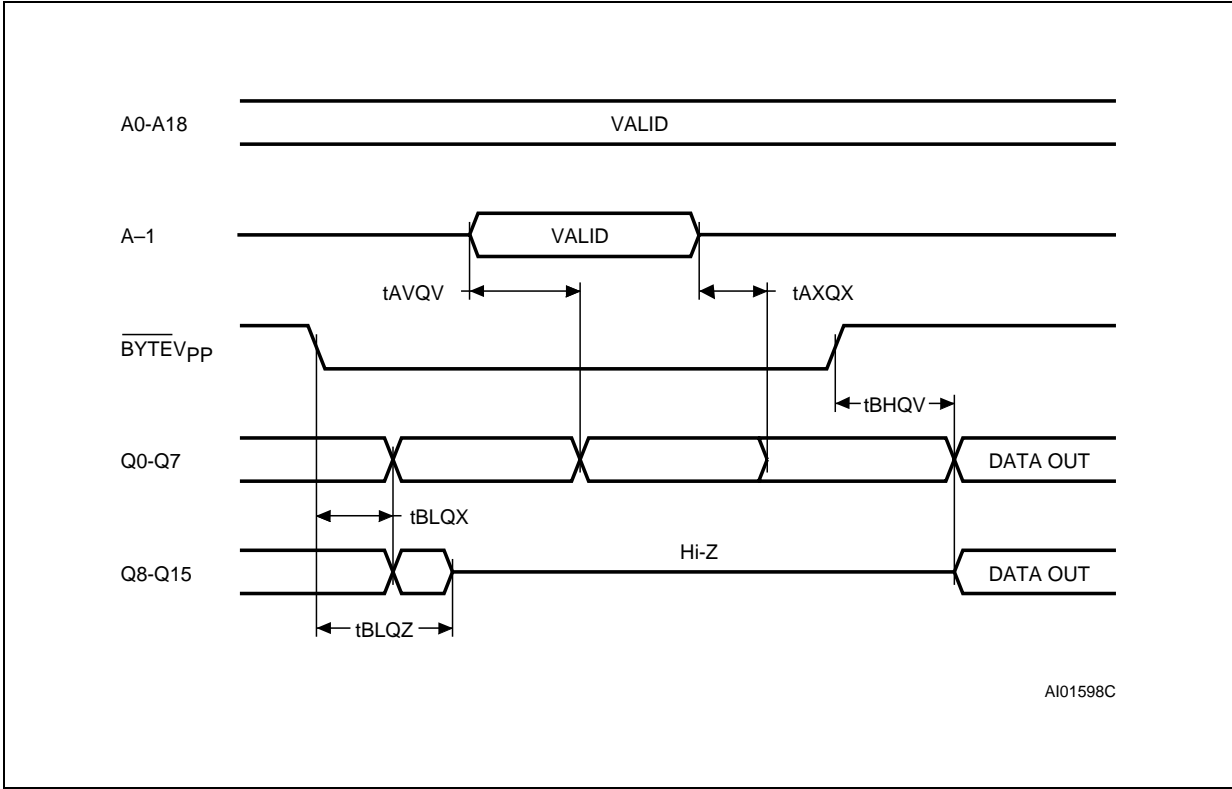 A0-A18 VALID
A–1 VALID
tAVQV tAXQX
BYTEVPP
tBHQV
Q0-Q7 DATA OUT
tBLQX
Hi-Z
Q8-Q15 DATA OUT
tBLQZ
AI01598C